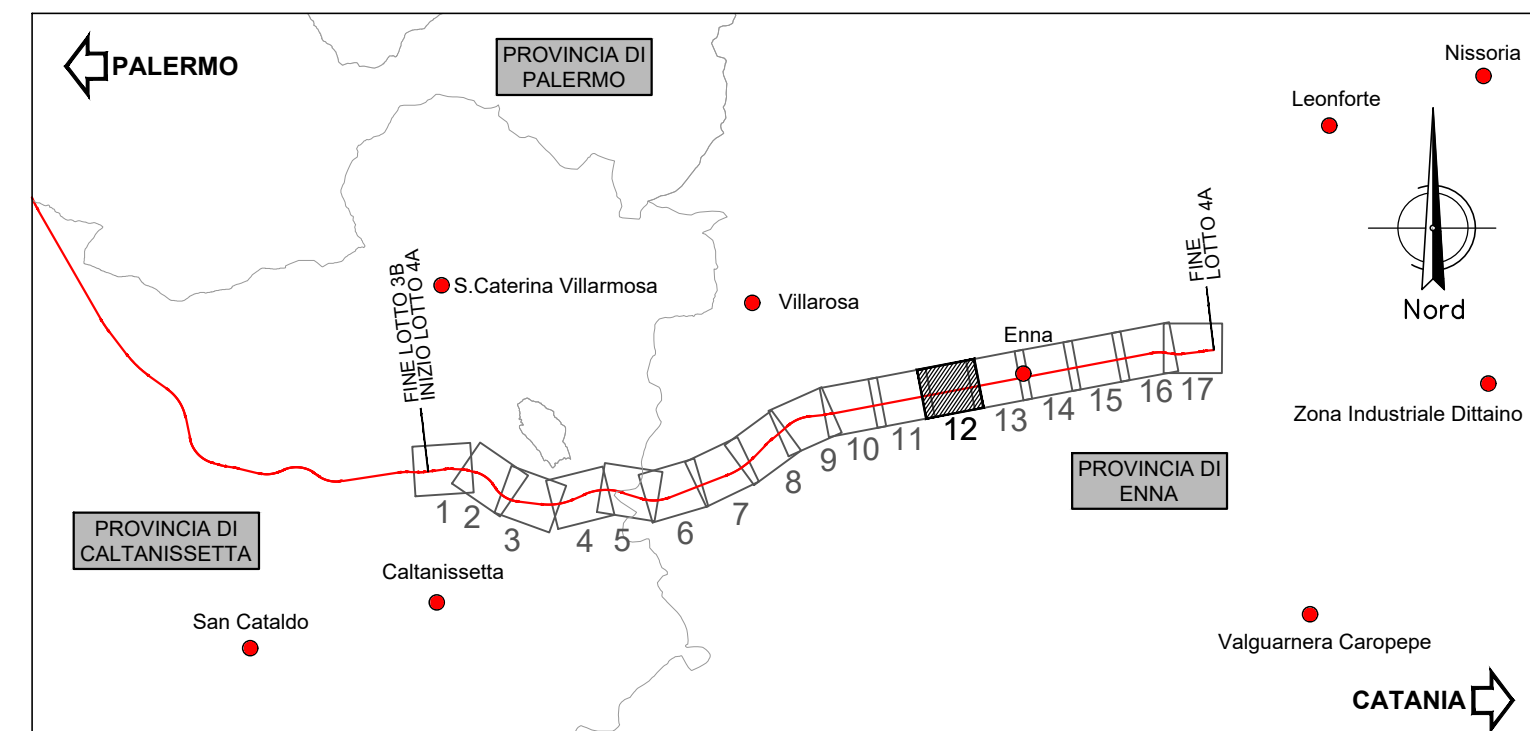 PALERMO
PROVINCIA DI
PALERMO
Nissoria
Leonforte
Nord
FINE LOTTO 3B
INIZIO LOTTO 4A
S.Caterina Villarmosa
Villarosa
Enna
FINE
LOTTO 4A
Zona Industriale Dittaino
1
2
3
4
5
6
7
8
9
10
11
12
13
14
15
16
17
PROVINCIA DI
ENNA
PROVINCIA DI
CALTANISSETTA
Caltanissetta
San Cataldo
Valguarnera Caropepe
CATANIA